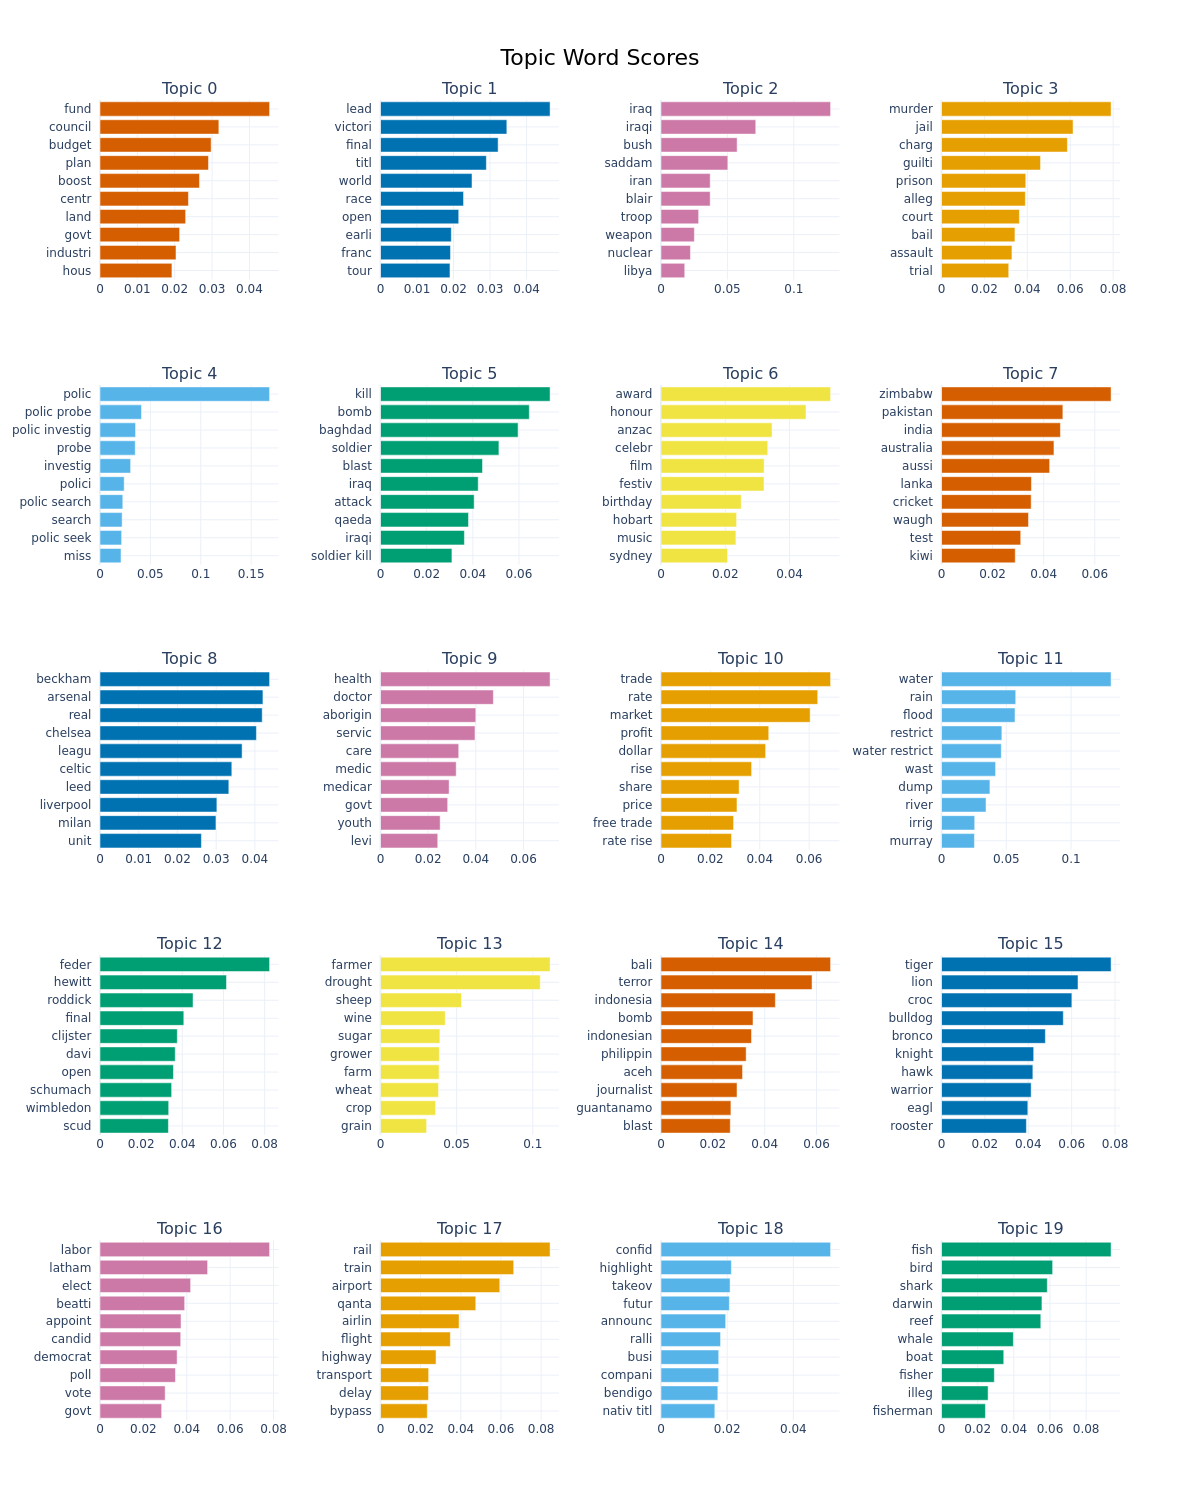 Topic Word Scores
Topic 0
fund
council
budget
plan
boost
centr
land
govt
industri
hous
0 0.01 0.02 0.03 0.04
Topic 1
lead
victori
final
titl
world
race
open
earli
franc
tour
0 0.01 0.02 0.03 0.04
Topic 2
iraq
iraqi
bush
saddam
iran
blair
troop
weapon
nuclear
libya
0 0.05 0.1
Topic 3
murder
jail
charg
guilti
prison
alleg
court
bail
assault
trial
0 0.02 0.04 0.06 0.08
Topic 4
polic
polic probe
polic investig
probe
investig
polici
polic search
search
polic seek
miss
0 0.05 0.1 0.15
Topic 5
kill
bomb
baghdad
soldier
blast
iraq
attack
qaeda
iraqi
soldier kill
0 0.02 0.04 0.06
Topic 6
award
honour
anzac
celebr
film
festiv
birthday
hobart
music
sydney
0 0.02 0.04
Topic 7
zimbabw
pakistan
india
australia
aussi
lanka
cricket
waugh
test
kiwi
0 0.02 0.04 0.06
Topic 8
beckham
arsenal
real
chelsea
leagu
celtic
leed
liverpool
milan
unit
0 0.01 0.02 0.03 0.04
Topic 9
health
doctor
aborigin
servic
care
medic
medicar
govt
youth
levi
0 0.02 0.04 0.06
Topic 10
trade
rate
market
profit
dollar
rise
share
price
free trade
rate rise
0 0.02 0.04 0.06
Topic 11
water
rain
flood
restrict
water restrict
wast
dump
river
irrig
murray
0 0.05 0.1
Topic 12
feder
hewitt
roddick
final
clijster
davi
open
schumach
wimbledon
scud
0 0.02 0.04 0.06 0.08
Topic 13
farmer
drought
sheep
wine
sugar
grower
farm
wheat
crop
grain
0 0.05 0.1
Topic 14
bali
terror
indonesia
bomb
indonesian
philippin
aceh
journalist
guantanamo
blast
0 0.02 0.04 0.06
Topic 15
tiger
lion
croc
bulldog
bronco
knight
hawk
warrior
eagl
rooster
0 0.02 0.04 0.06 0.08
Topic 16
labor
latham
elect
beatti
appoint
candid
democrat
poll
vote
govt
0 0.02 0.04 0.06 0.08
Topic 17
rail
train
airport
qanta
airlin
flight
highway
transport
delay
bypass
0 0.02 0.04 0.06 0.08
Topic 18
confid
highlight
takeov
futur
announc
ralli
busi
compani
bendigo
nativ titl
0 0.02 0.04
Topic 19
fish
bird
shark
darwin
reef
whale
boat
fisher
illeg
fisherman
0 0.02 0.04 0.06 0.08